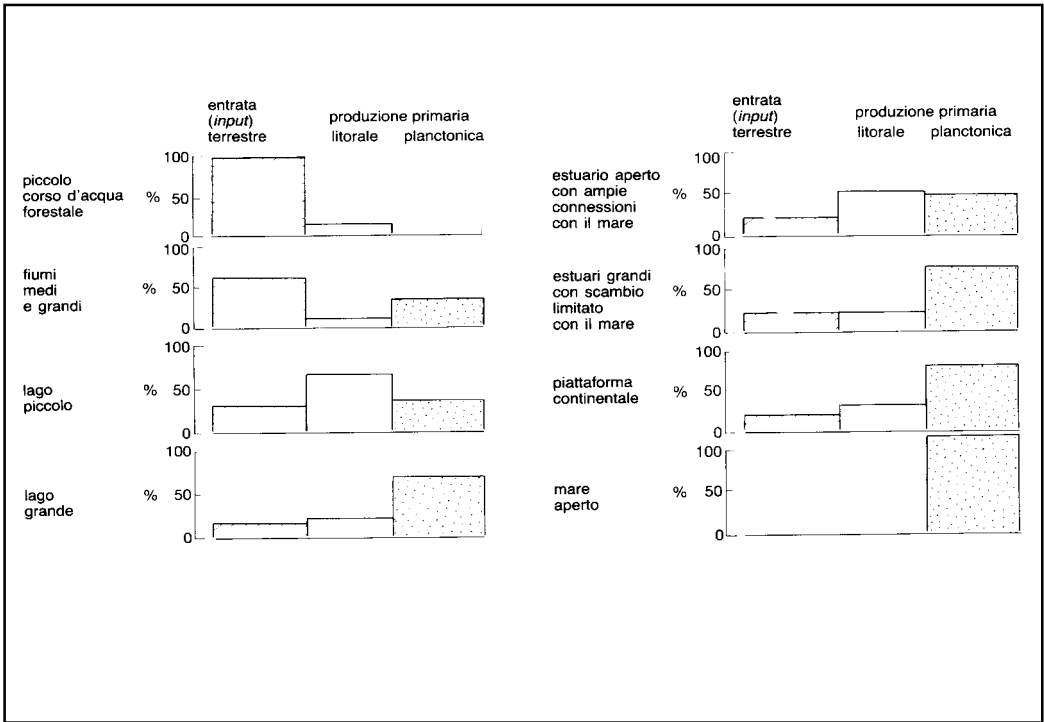 entrata
(input)
terrestre
produzione primaria
litorale planctonica
piccolo
corso d'acqua
forestale
%
100
50
0
fiumi
medi
e grandi
%
100
50
0
lago
piccolo
%
100
50
0
lago
grande
%
100
50
0
entrata
(input)
terrestre
produzione primaria
litorale planctonica
estuario aperto
con ampie
connessioni
con il mare
%
100
50
0
estuari grandi
con scambio
limitato
con il mare
%
100
50
0
piattaforma
continentale
%
100
50
0
mare
aperto
%
100
50
0